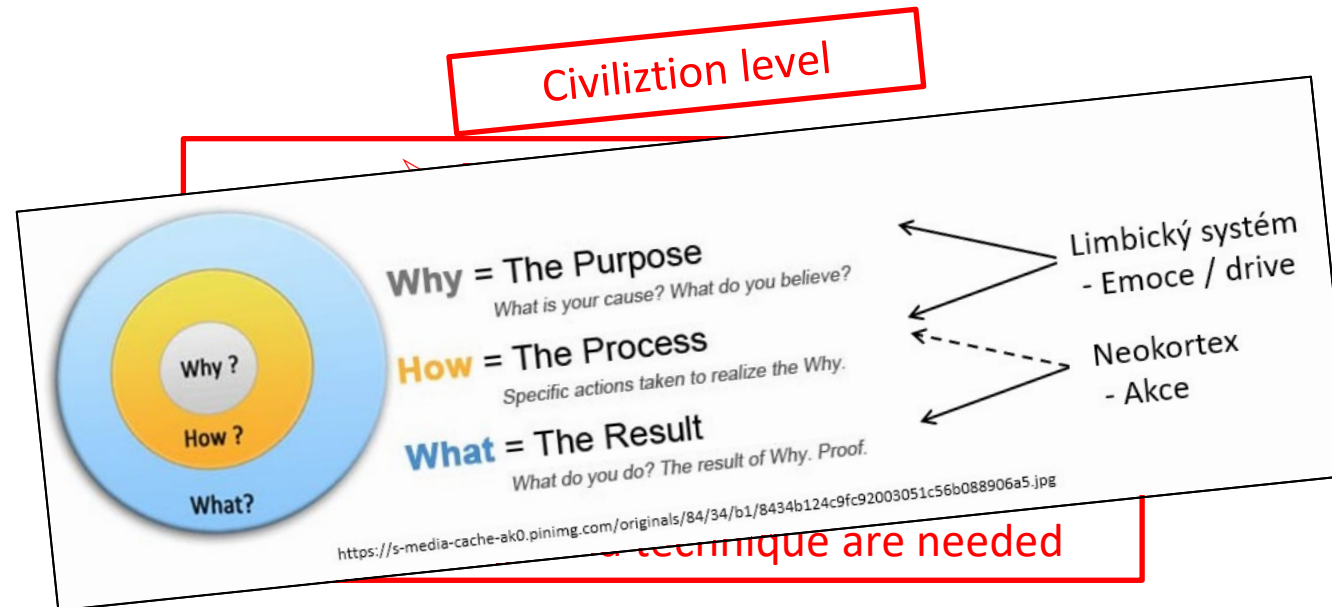 Civiliztion level
Why = The Purpose
What is your cause? What do you believe?
How = The Process
Specific actions taken to realize the Why.
What = The Result
What do you do? The result of Why. Proof.
Why ?
How ?
What?
Limbický systém
- Emoce / drive
Neokortex
- Akce
https://s-media-cache-ak0.pinimg.com/originals/84/34/b1/8434b124c9fc92003051c56b088906a5.jpg
technique are needed